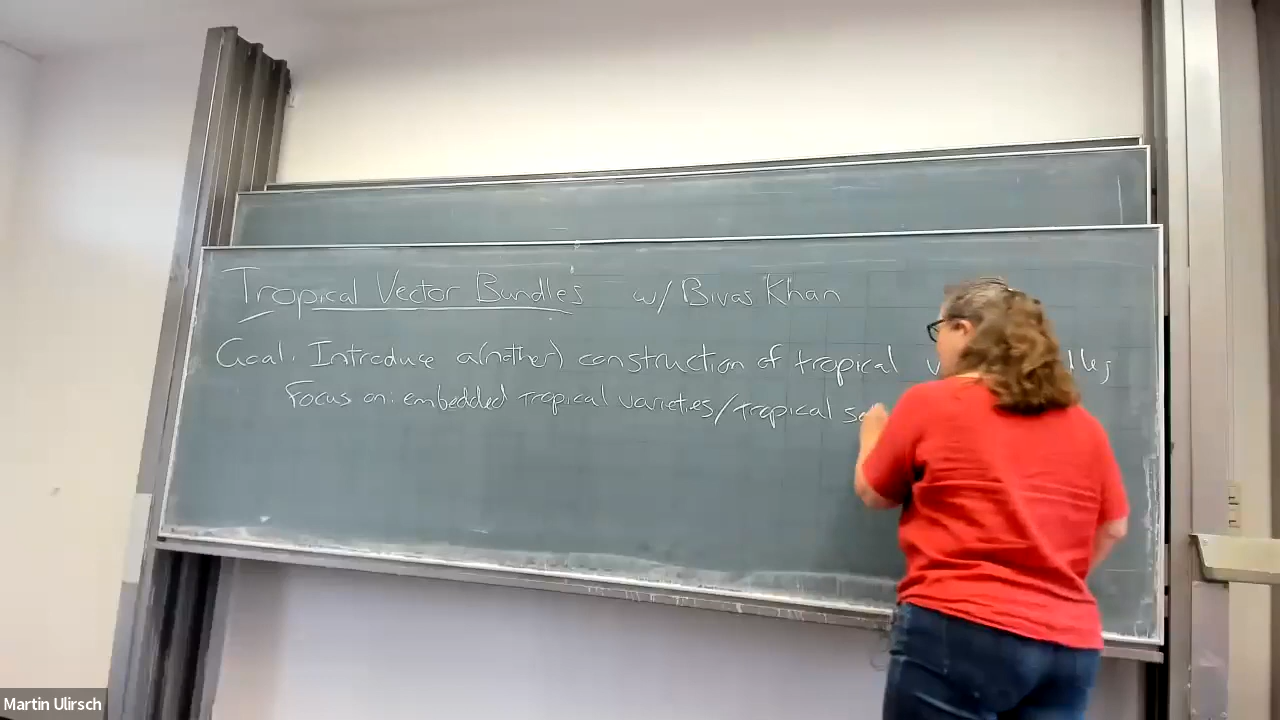 Tropical Vector Bundles w/ Bivas Khan
Goal: Introduce a(nother) construction of tropical
Focus on: embedded tropical varieties/tropical
Martin Ulirsch